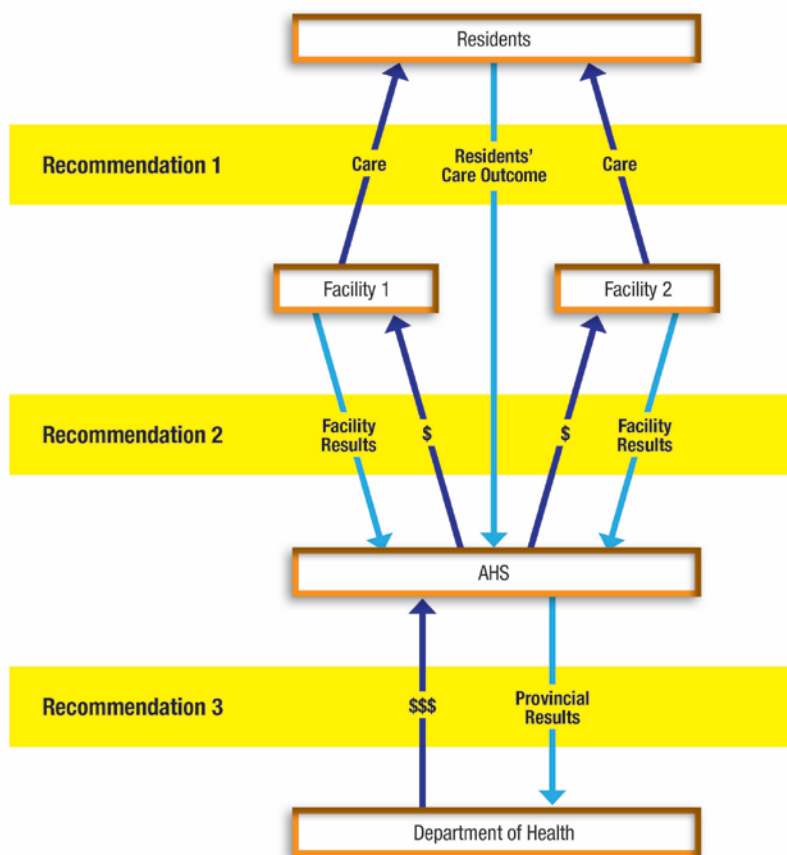 Residents
Recommendation 1
Care
Residents'
Care Outcome
Care
Facility 1
Facility 2
Recommendation 2
Facility
Results
$
$
Facility
Results
AHS
Recommendation 3
$$$
Provincial
Results
Department of Health